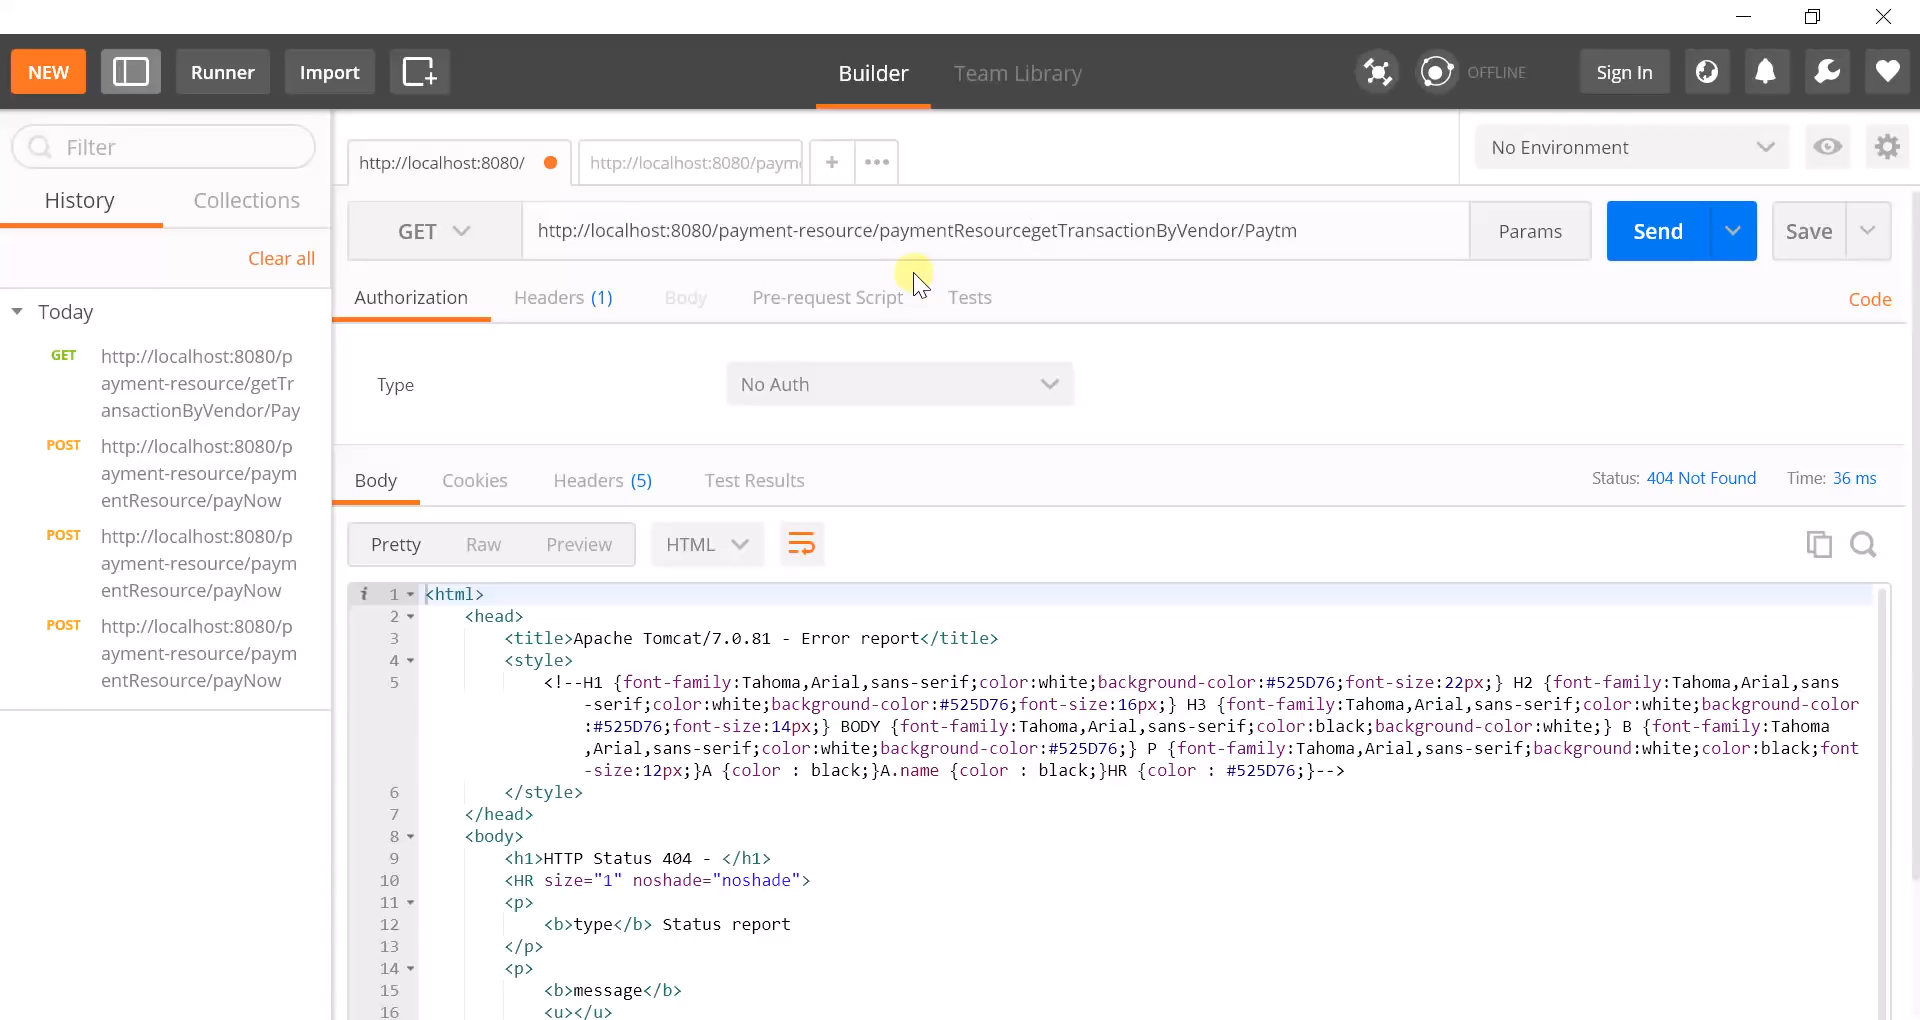 NEW
Runner
Import
Builder
Team Library
OFFLINE
Sign In
Filter
History
Collections
Clear all
Today
GET
http://localhost:8080/p
ayment-resource/getTr
ansactionByVendor/Pay
POST
http://localhost:8080/p
ayment-resource/paym
entResource/payNow
POST
http://localhost:8080/p
ayment-resource/paym
entResource/payNow
POST
http://localhost:8080/p
ayment-resource/paym
entResource/payNow
http://localhost:8080/
http://localhost:8080/paym
+
•••
No Environment
GET
http://localhost:8080/payment-resource/paymentResourcegetTransactionByVendor/Paytm
Params
Send
Save
Authorization
Headers (1)
Body
Pre-request Script
Tests
Code
Type
No Auth
Body
Cookies
Headers (5)
Test Results
Status: 404 Not Found
Time: 36 ms
Pretty
Raw
Preview
HTML
i 1 <html>
2 <head>
3 <title>Apache Tomcat/7.0.81 - Error report</title>
4 <style>
5 <!--H1 {font-family:Tahoma,Arial,sans-serif;color:white;background-color:#525D76;font-size:22px;} H2 {font-family:Tahoma,Arial,sans
-serif;color:white;background-color:#525D76;font-size:16px;} H3 {font-family:Tahoma,Arial,sans-serif;color:white;background-color
:#525D76;font-size:14px;} BODY {font-family:Tahoma,Arial,sans-serif;color:black;background-color:white;} B {font-family:Tahoma
,Arial,sans-serif;color:white;background-color:#525D76;} P {font-family:Tahoma,Arial,sans-serif;background:white;color:black;font
-size:12px;}A {color : black;}A.name {color : black;}HR {color : #525D76;}-->
6 </style>
7 </head>
8 <body>
9 <h1>HTTP Status 404 - </h1>
10 <HR size="1" noshade="noshade">
11 <p>
12 <b>type</b> Status report
13 </p>
14 <p>
15 <b>message</b>
16 <u></u>